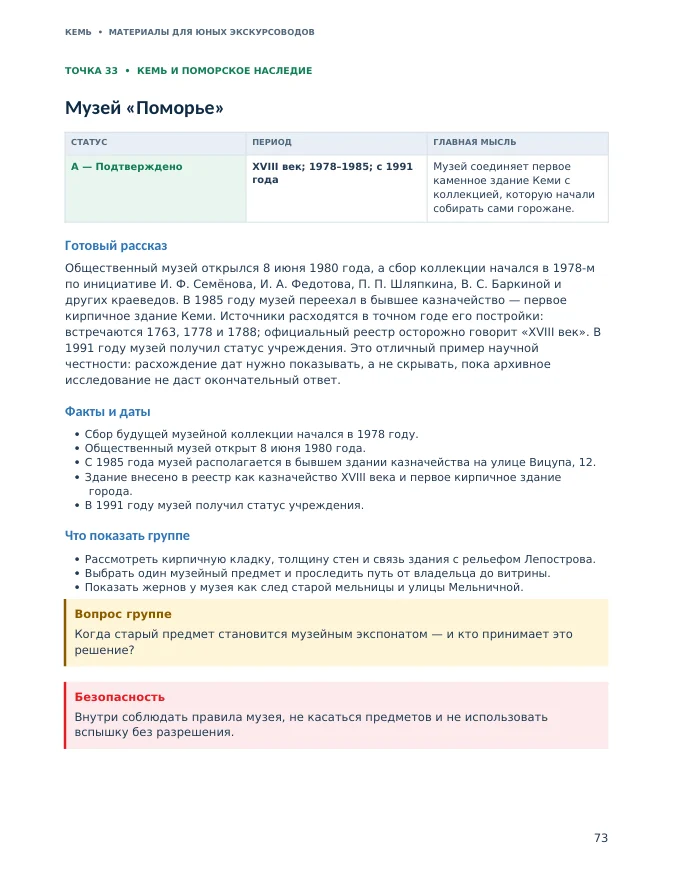 КЕМЬ • МАТЕРИАЛЫ ДЛЯ ЮНЫХ ЭКСКУРСОВОДОВ
ТОЧКА 33 • КЕМЬ И ПОМОРСКОЕ НАСЛЕДИЕ
Музей «Поморье»
СТАТУС ПЕРИОД ГЛАВНАЯ МЫСЛЬ
A — Подтверждено XVIII век; 1978–1985; с 1991 Музей соединяет первое
года каменное здание Кеми с
коллекцией, которую начали
собирать сами горожане.
Готовый рассказ
Общественный музей открылся 8 июня 1980 года, а сбор коллекции начался в 1978-м
по инициативе И. Ф. Семёнова, И. А. Федотова, П. П. Шляпкина, В. С. Баркиной и
других краеведов. В 1985 году музей переехал в бывшее казначейство — первое
кирпичное здание Кеми. Источники расходятся в точном годе его постройки:
встречаются 1763, 1778 и 1788; официальный реестр осторожно говорит «XVIII век». В
1991 году музей получил статус учреждения. Это отличный пример научной
честности: расхождение дат нужно показывать, а не скрывать, пока архивное
исследование не даст окончательный ответ.
Факты и даты
• Сбор будущей музейной коллекции начался в 1978 году.
• Общественный музей открыт 8 июня 1980 года.
• С 1985 года музей располагается в бывшем здании казначейства на улице Вицупа, 12.
• Здание внесено в реестр как казначейство XVIII века и первое кирпичное здание
города.
• В 1991 году музей получил статус учреждения.
Что показать группе
• Рассмотреть кирпичную кладку, толщину стен и связь здания с рельефом Лепострова.
• Выбрать один музейный предмет и проследить путь от владельца до витрины.
• Показать жернов у музея как след старой мельницы и улицы Мельничной.
Вопрос группе
Когда старый предмет становится музейным экспонатом — и кто принимает это
решение?
Безопасность
Внутри соблюдать правила музея, не касаться предметов и не использовать
вспышку без разрешения.
73